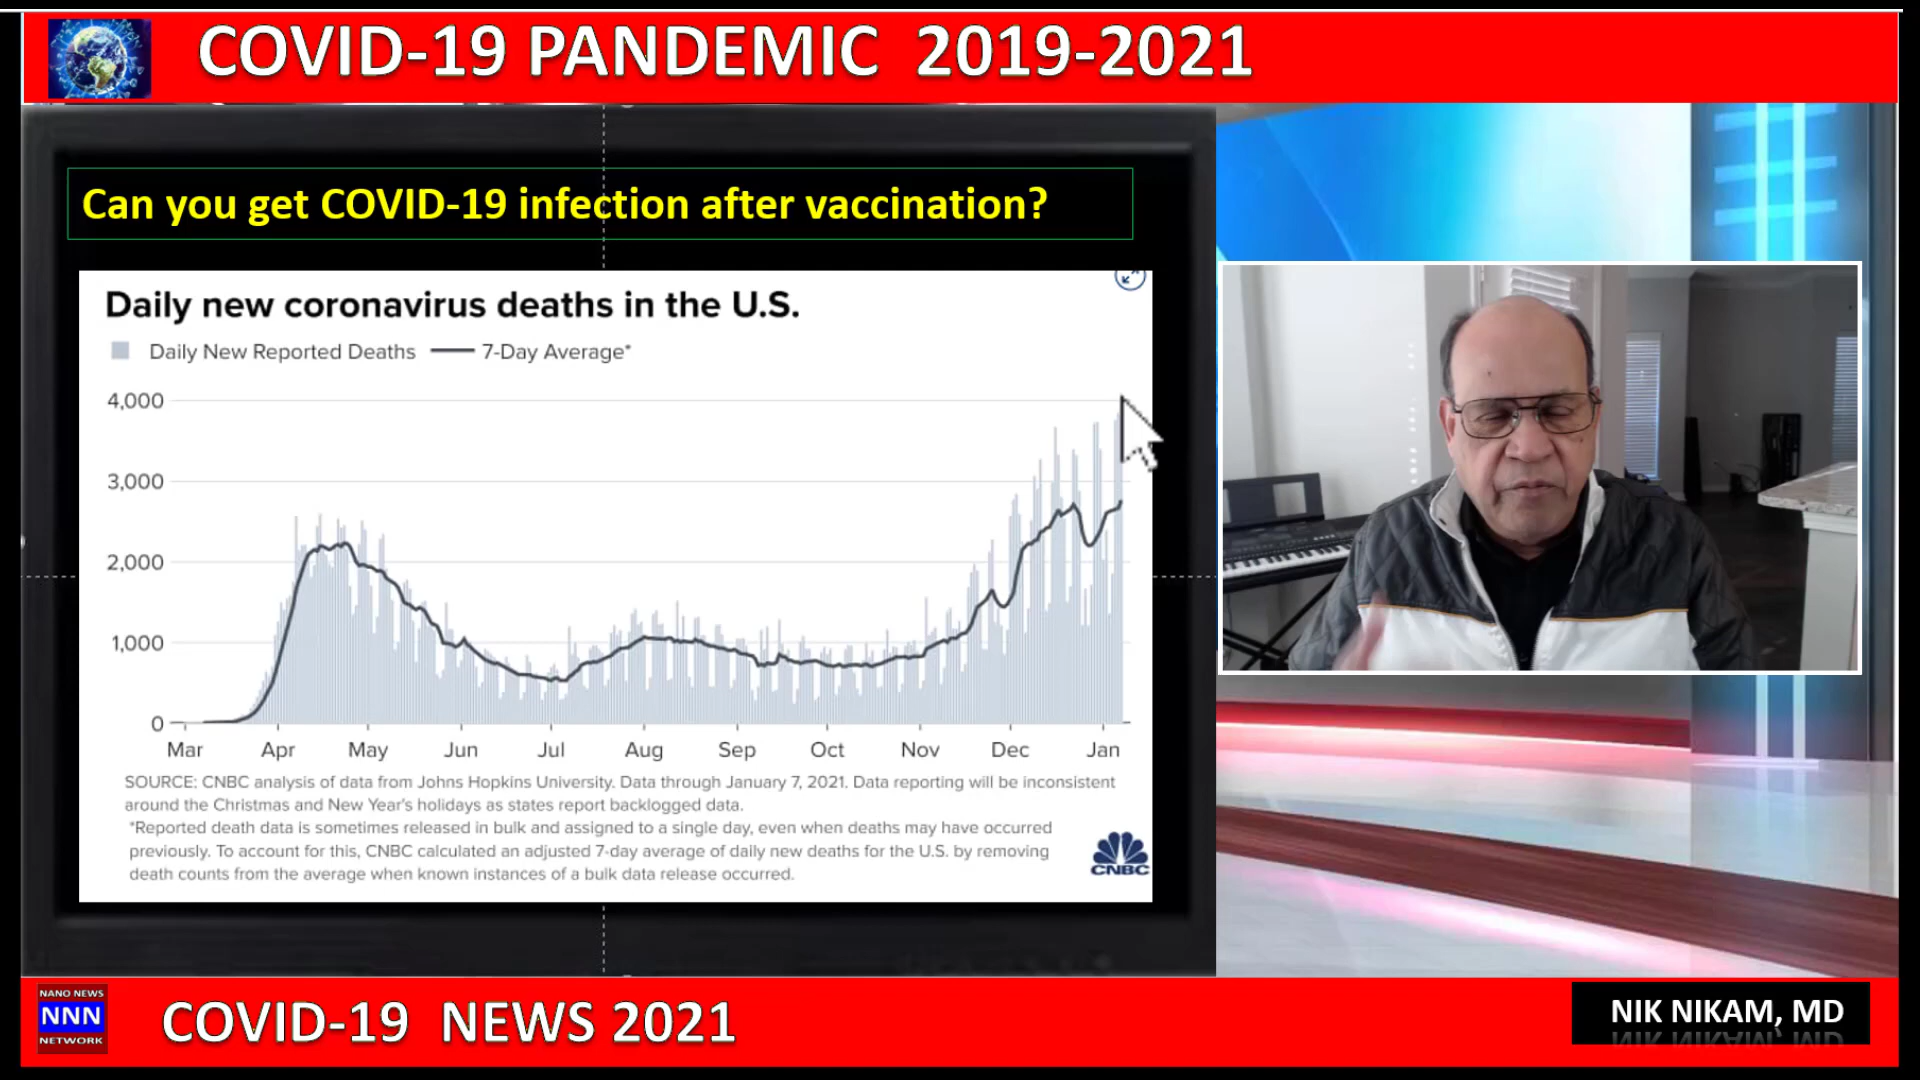 COVID-19 PANDEMIC 2019-2021
Can you get COVID-19 infection after vaccination?
Daily new coronavirus deaths in the U.S.
Daily New Reported Deaths 7-Day Average*
4,000
3,000
2,000
1,000
0
Mar Apr May Jun Jul Aug Sep Oct Nov Dec Jan
SOURCE: CNBC analysis of data from Johns Hopkins University. Data through January 7, 2021. Data reporting will be inconsistent
around the Christmas and New Year's holidays as states report backlogged data.
*Reported death data is sometimes released in bulk and assigned to a single day, even when deaths may have occurred
previously. To account for this, CNBC calculated an adjusted 7-day average of daily new deaths for the U.S. by removing
death counts from the average when known instances of a bulk data release occurred.
CNBC
NANO NEWS
NNN
NETWORK
COVID-19 NEWS 2021
NIK NIKAM, MD